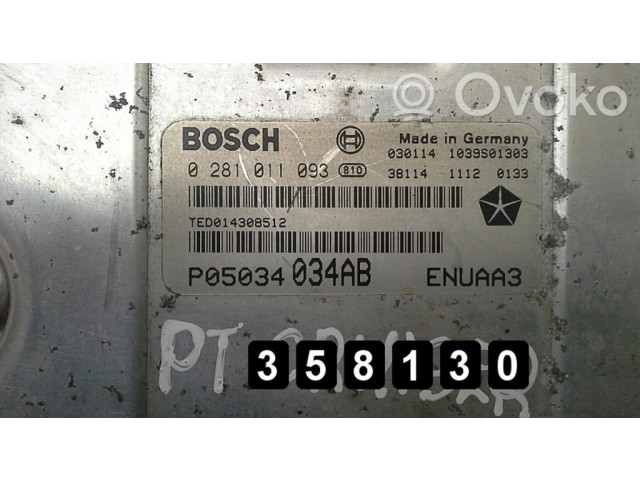 Ovoko
BOSCH
Made in Germany
030114 1039S01303
0 281 011 093 810
38114 1112 0133
TED014308512
P05034 034AB ENUAA3
PT CRUISER
358130